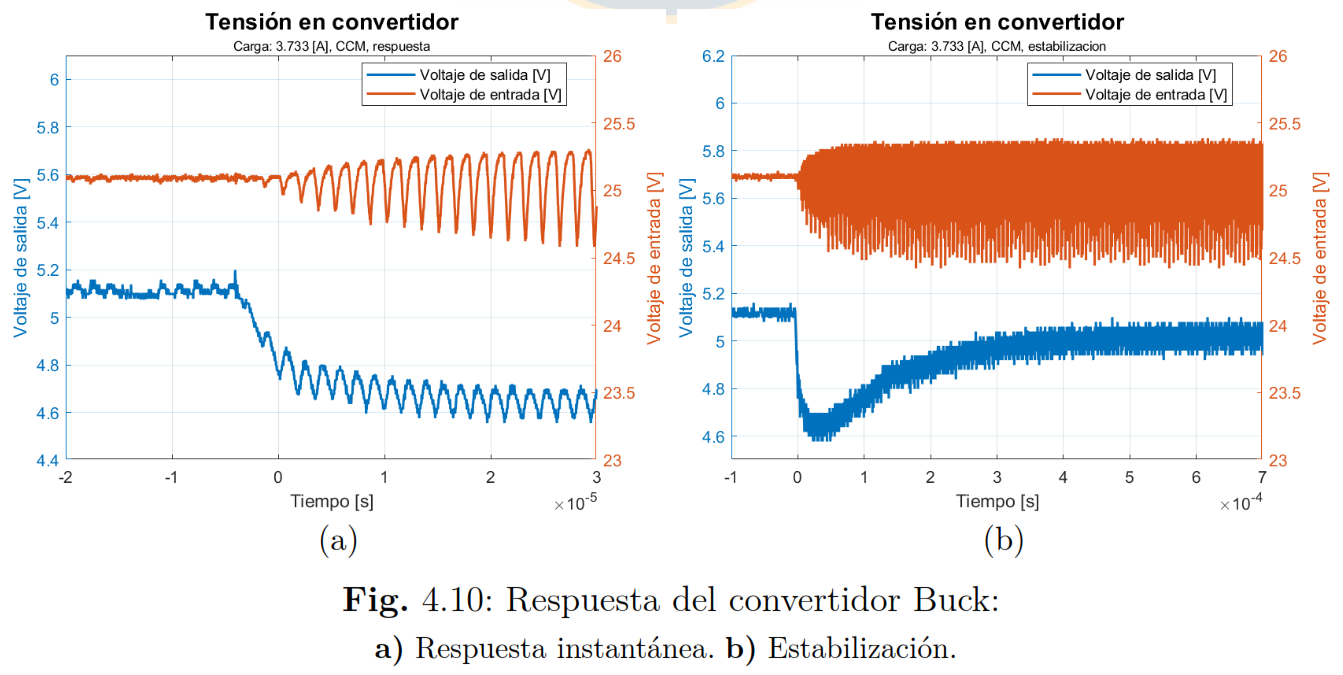 Tensión en convertidor
Carga: 3.733 [A], CCM, respuesta
Voltaje de salida [V]
Voltaje de entrada [V]
Voltaje de salida [V]
6
5.8
5.6
5.4
5.2
5
4.8
4.6
4.4
26
25.5
25
24.5
24
23.5
23
Voltaje de entrada [V]
-2 -1 0 1 2 3
Tiempo [s]
×10-5
(a)
Tensión en convertidor
Carga: 3.733 [A], CCM, estabilizacion
Voltaje de salida [V]
Voltaje de entrada [V]
Voltaje de salida [V]
6.2
6
5.8
5.6
5.4
5.2
5
4.8
4.6
26
25.5
25
24.5
24
23.5
23
Voltaje de entrada [V]
-1 0 1 2 3 4 5 6 7
Tiempo [s]
×10-4
(b)
Fig. 4.10: Respuesta del convertidor Buck:
a) Respuesta instantánea. b) Estabilización.